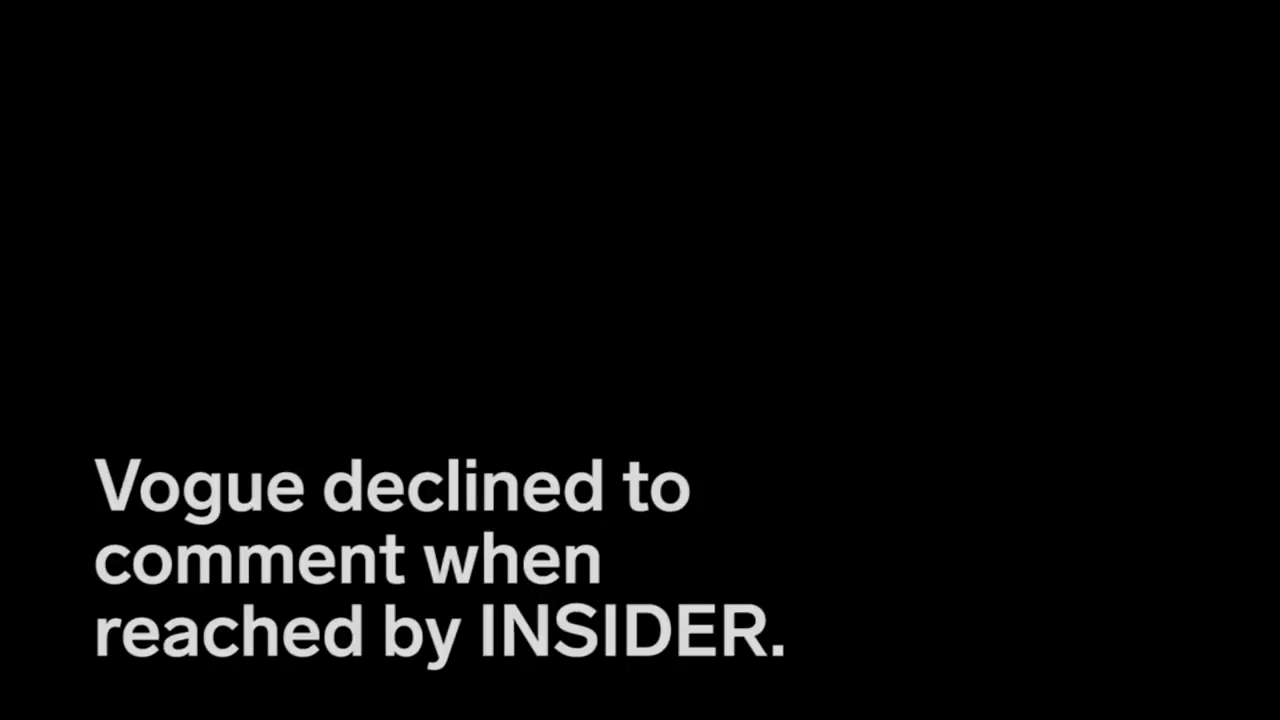 Vogue declined to
comment when
reached by INSIDER.